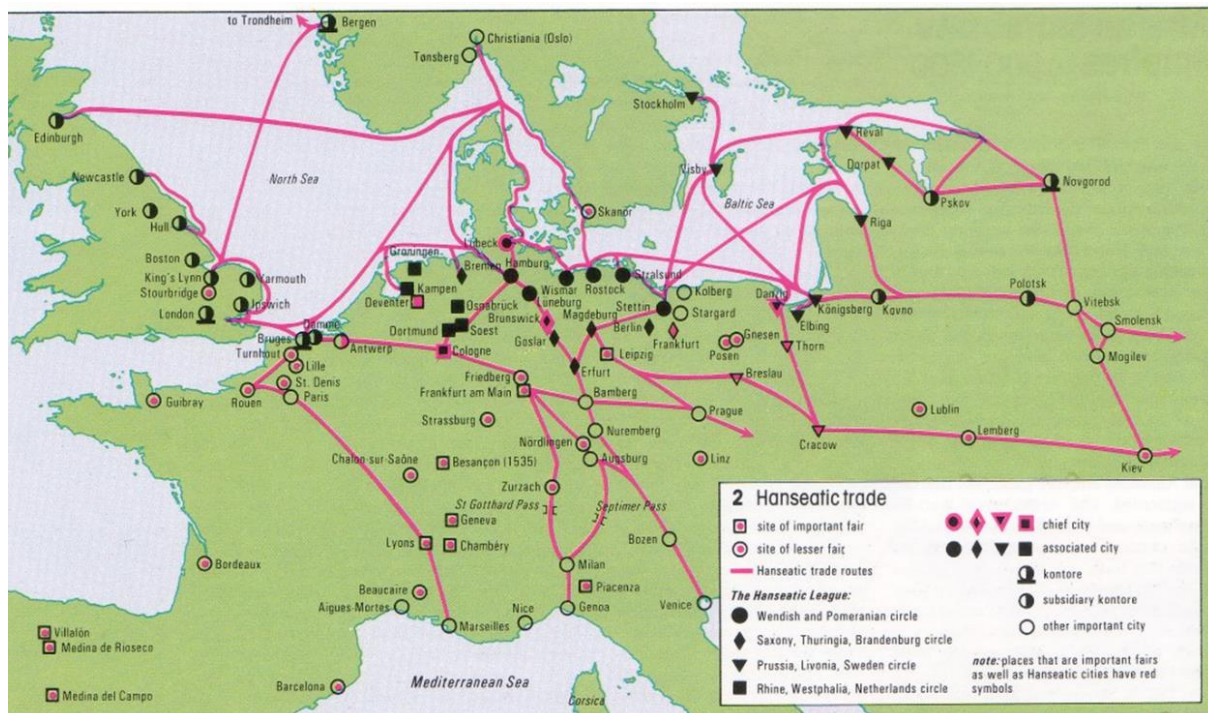 to Trondheim
Bergen
Christiania (Oslo)
Tønsberg
Stockholm
Edinburgh
Reval
Dorpat
Newcastle
North Sea
Visby
Novgorod
York
Baltic Sea
Pskov
Hull
Skanör
Riga
Lübeck
Boston
Groningen
Bremen
Hamburg
King's Lynn
Yarmouth
Kampen
Wismar
Rostock
Stralsund
Stourbridge
Deventer
Lüneburg
Kolberg
Danzig
Königsberg
Kovno
Polotsk
Ipswich
Osnabrück
Stettin
Stargard
Elbing
Vitebsk
London
Brunswick
Magdeburg
Berlin
Smolensk
Damme
Dortmund
Soest
Goslar
Frankfurt
Gnesen
Bruges
Antwerp
Cologne
Leipzig
Posen
Thorn
Mogilev
Turnhout
Lille
Friedberg
Erfurt
Breslau
St. Denis
Frankfurt am Main
Bamberg
Guibray
Rouen
Paris
Prague
Lublin
Strassburg
Nuremberg
Cracow
Lemberg
Nördlingen
Chalon-sur-Saône
Besançon (1535)
Augsburg
Linz
Kiev
Zurzach
St Gotthard Pass
Septimer Pass
Geneva
Lyons
Chambéry
Bozen
Bordeaux
Milan
Beaucaire
Piacenza
Aigues-Mortes
Nice
Genoa
Venice
Marseilles
Villalón
Medina de Rioseco
Medina del Campo
Barcelona
Mediterranean Sea
Corsica
2 Hanseatic trade
site of important fair
site of lesser fair
Hanseatic trade routes
The Hanseatic League:
Wendish and Pomeranian circle
Saxony, Thuringia, Brandenburg circle
Prussia, Livonia, Sweden circle
Rhine, Westphalia, Netherlands circle
chief city
associated city
kontore
subsidiary kontore
other important city
note: places that are important fairs
as well as Hanseatic cities have red
symbols